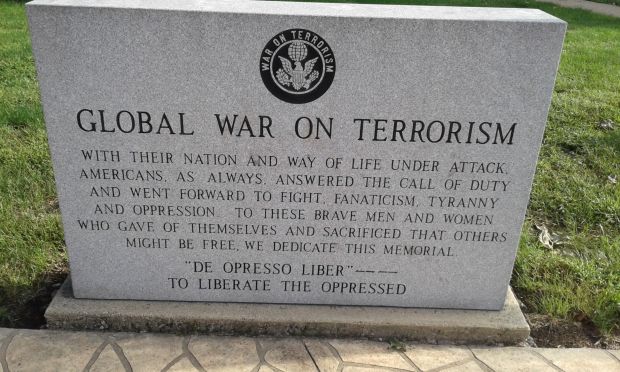 WAR ON TERRORISM
GLOBAL WAR ON TERRORISM
WITH THEIR NATION AND WAY OF LIFE UNDER ATTACK,
AMERICANS, AS ALWAYS, ANSWERED THE CALL OF DUTY
AND WENT FORWARD TO FIGHT, FANATICISM, TYRANNY
AND OPPRESSION. TO THESE BRAVE MEN AND WOMEN
WHO GAVE OF THEMSELVES AND SACRIFICED THAT OTHERS
MIGHT BE FREE, WE DEDICATE THIS MEMORIAL.
"DE OPRESSO LIBER"————
TO LIBERATE THE OPPRESSED